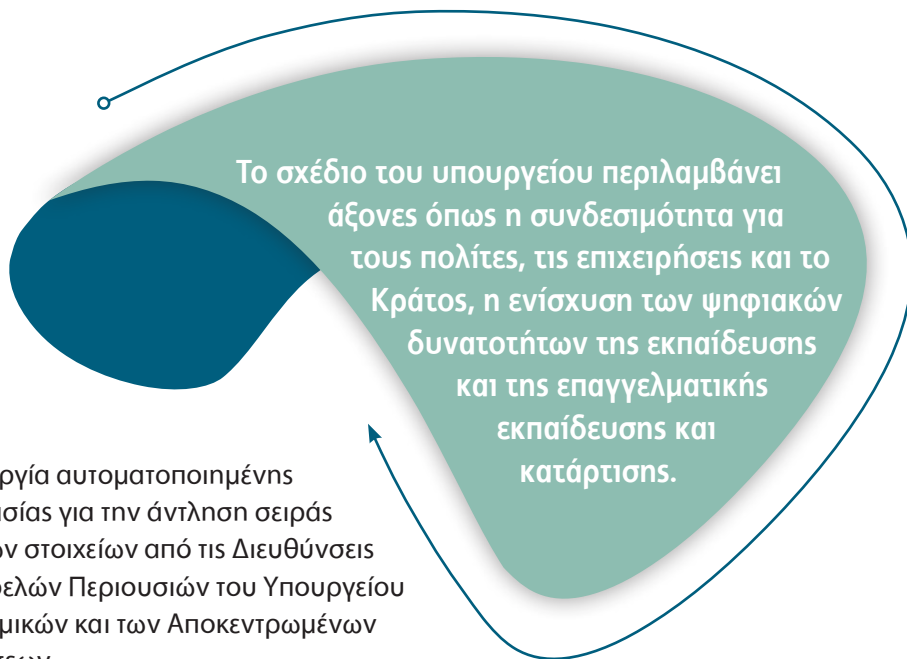 Το σχέδιο του υπουργείου περιλαμβάνει
άξονες όπως η συνδεσιμότητα για
τους πολίτες, τις επιχειρήσεις και το
Κράτος, η ενίσχυση των ψηφιακών
δυνατοτήτων της εκπαίδευσης
και της επαγγελματικής
εκπαίδευσης και
κατάρτισης.
ργία αυτοματοποιημένης
σίας για την άντληση σειράς
ων στοιχείων από τις Διευθύνσεις
ελών Περιουσιών του Υπουργείου
μικών και των Αποκεντρωμένων